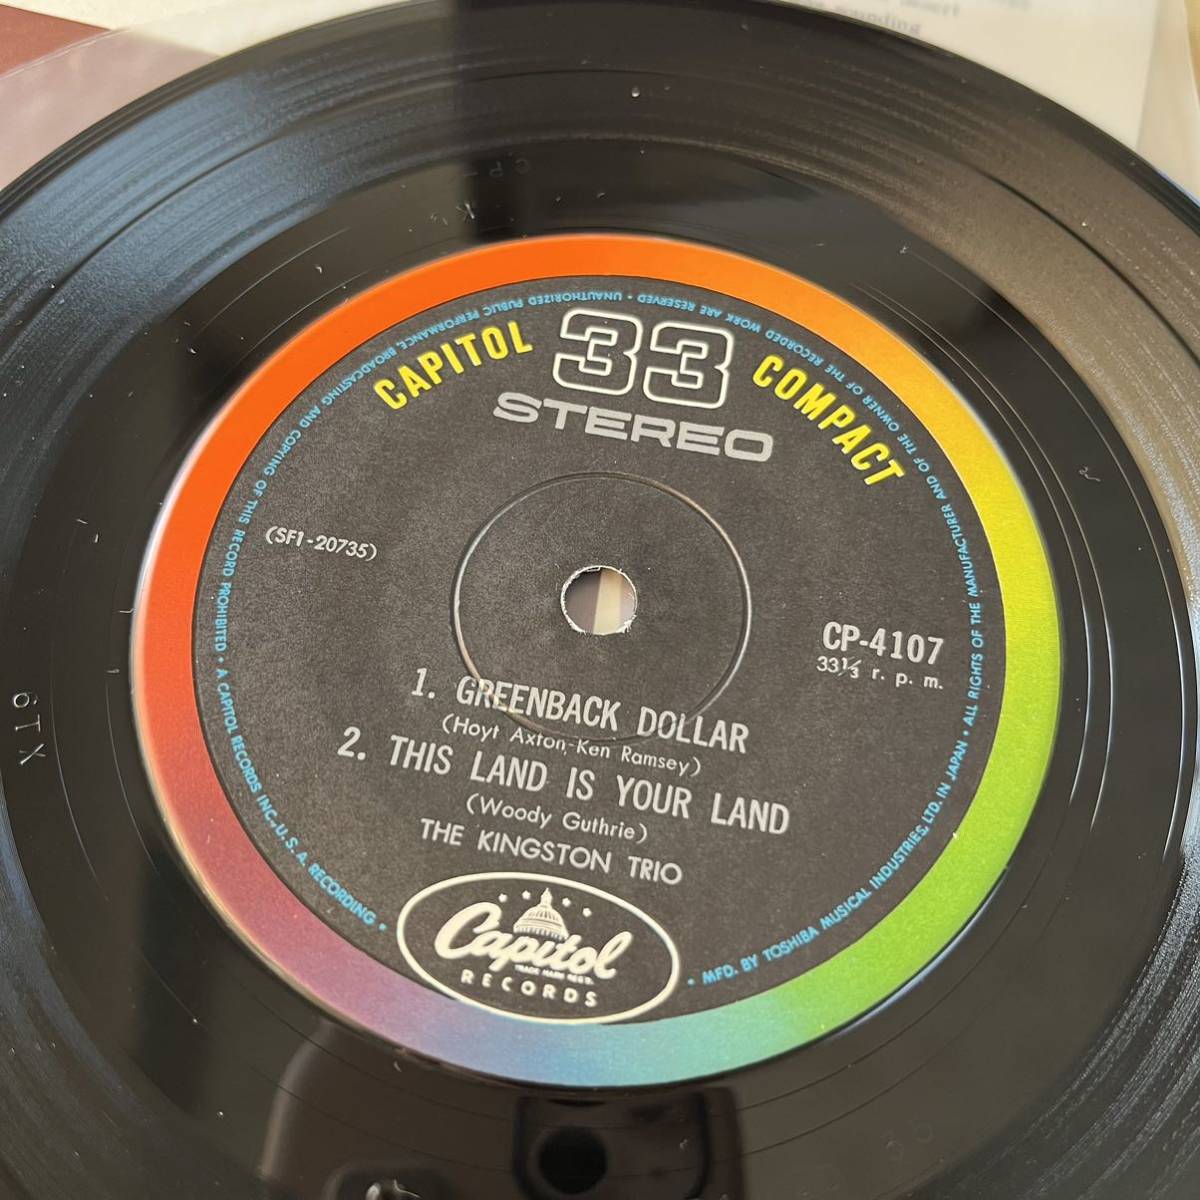 CAPITOL 33 COMPACT
STEREO
(SF1-20735)
CP-4107
33⅓ r. p. m.
1. GREENBACK DOLLAR
(Hoyt Axton-Ken Ramsey)
2. THIS LAND IS YOUR LAND
(Woody Guthrie)
THE KINGSTON TRIO
Capitol
TRADE MARK REG'D.
RECORDS
• MFD. BY TOSHIBA MUSICAL INDUSTRIES, LTD. IN JAPAN • ALL RIGHTS OF THE MANUFACTURER AND OF THE OWNER OF THE RECORDED WORK ARE RESERVED • UNAUTHORIZED PUBLIC PERFORMANCE, BROADCASTING AND COPYING OF THIS RECORD PROHIBITED • A CAPITOL RECORDS INC., U. S. A. RECORDING •